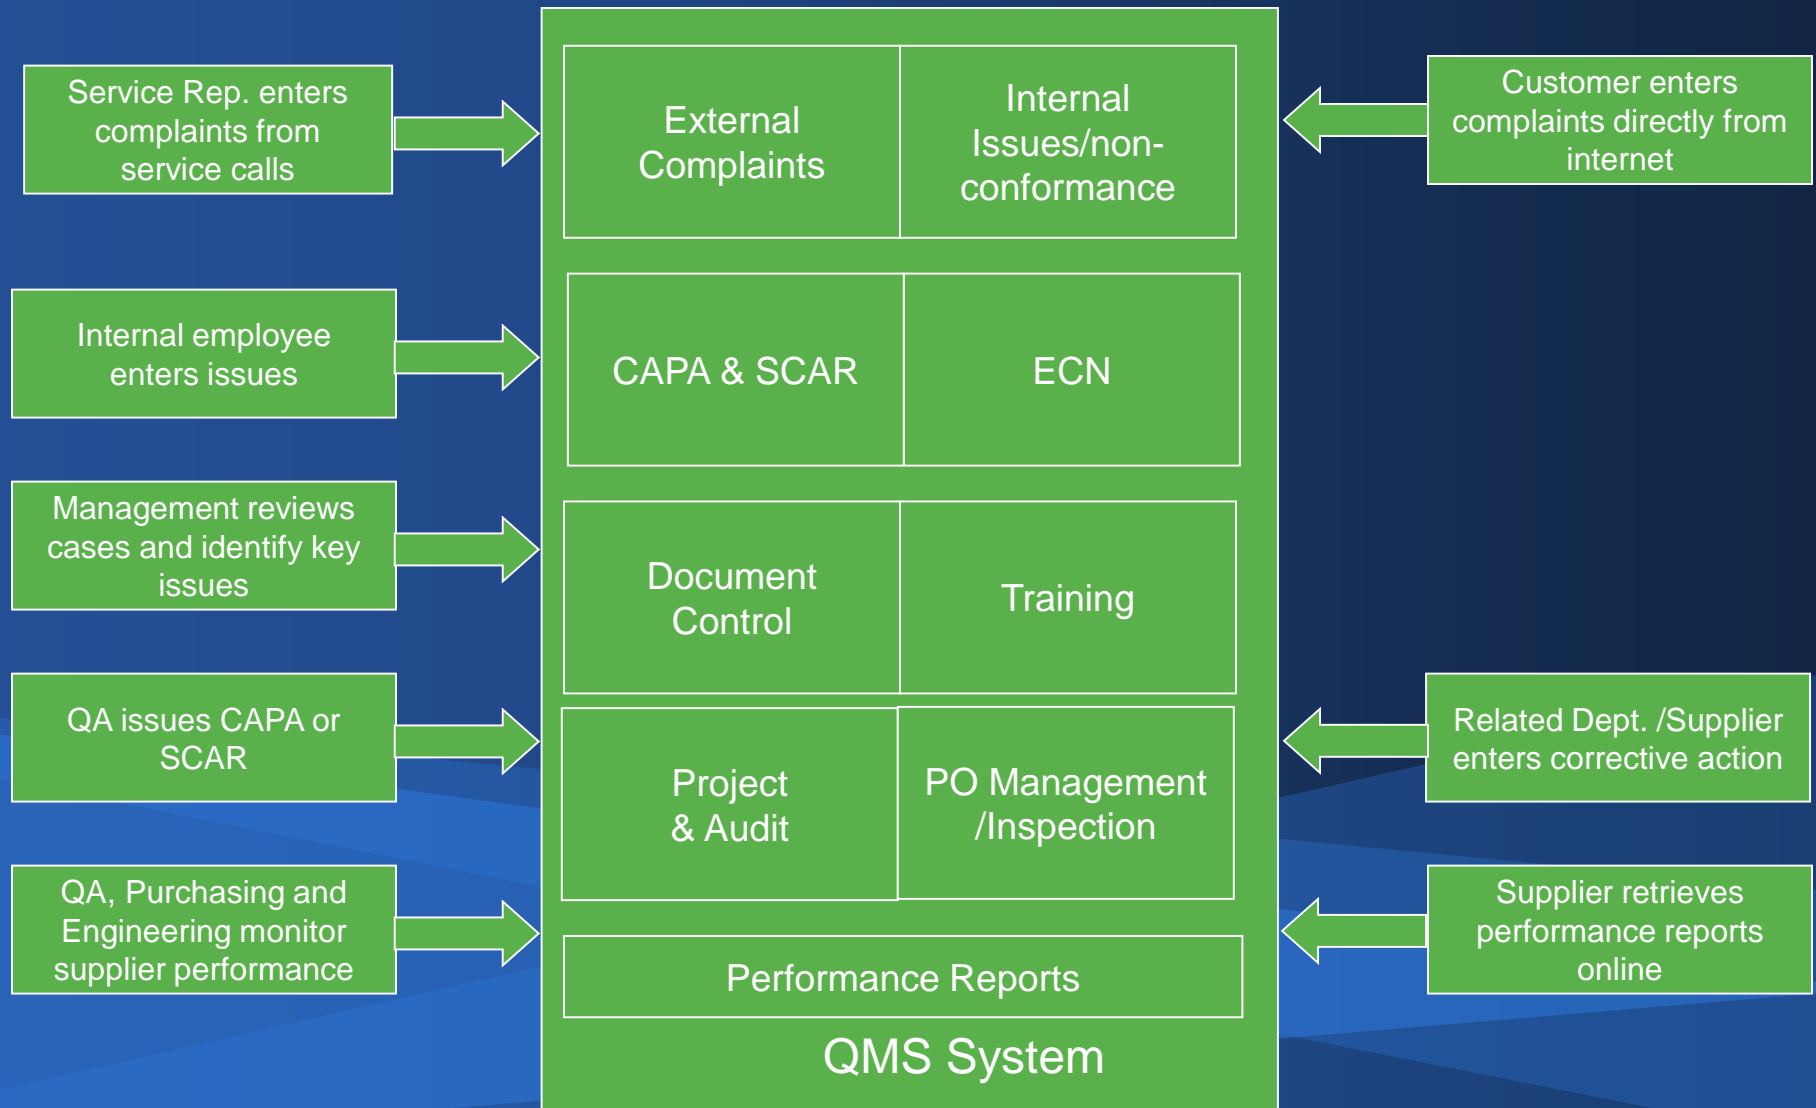 Service Rep. enters
complaints from
service calls
External
Complaints
Internal
Issues/non-
conformance
Customer enters
complaints directly from
internet
Internal employee
enters issues
CAPA & SCAR
ECN
Management reviews
cases and identify key
issues
Document
Control
Training
QA issues CAPA or
SCAR
Project
& Audit
PO Management
/Inspection
Related Dept. /Supplier
enters corrective action
QA, Purchasing and
Engineering monitor
supplier performance
Performance Reports
Supplier retrieves
performance reports
online
QMS System